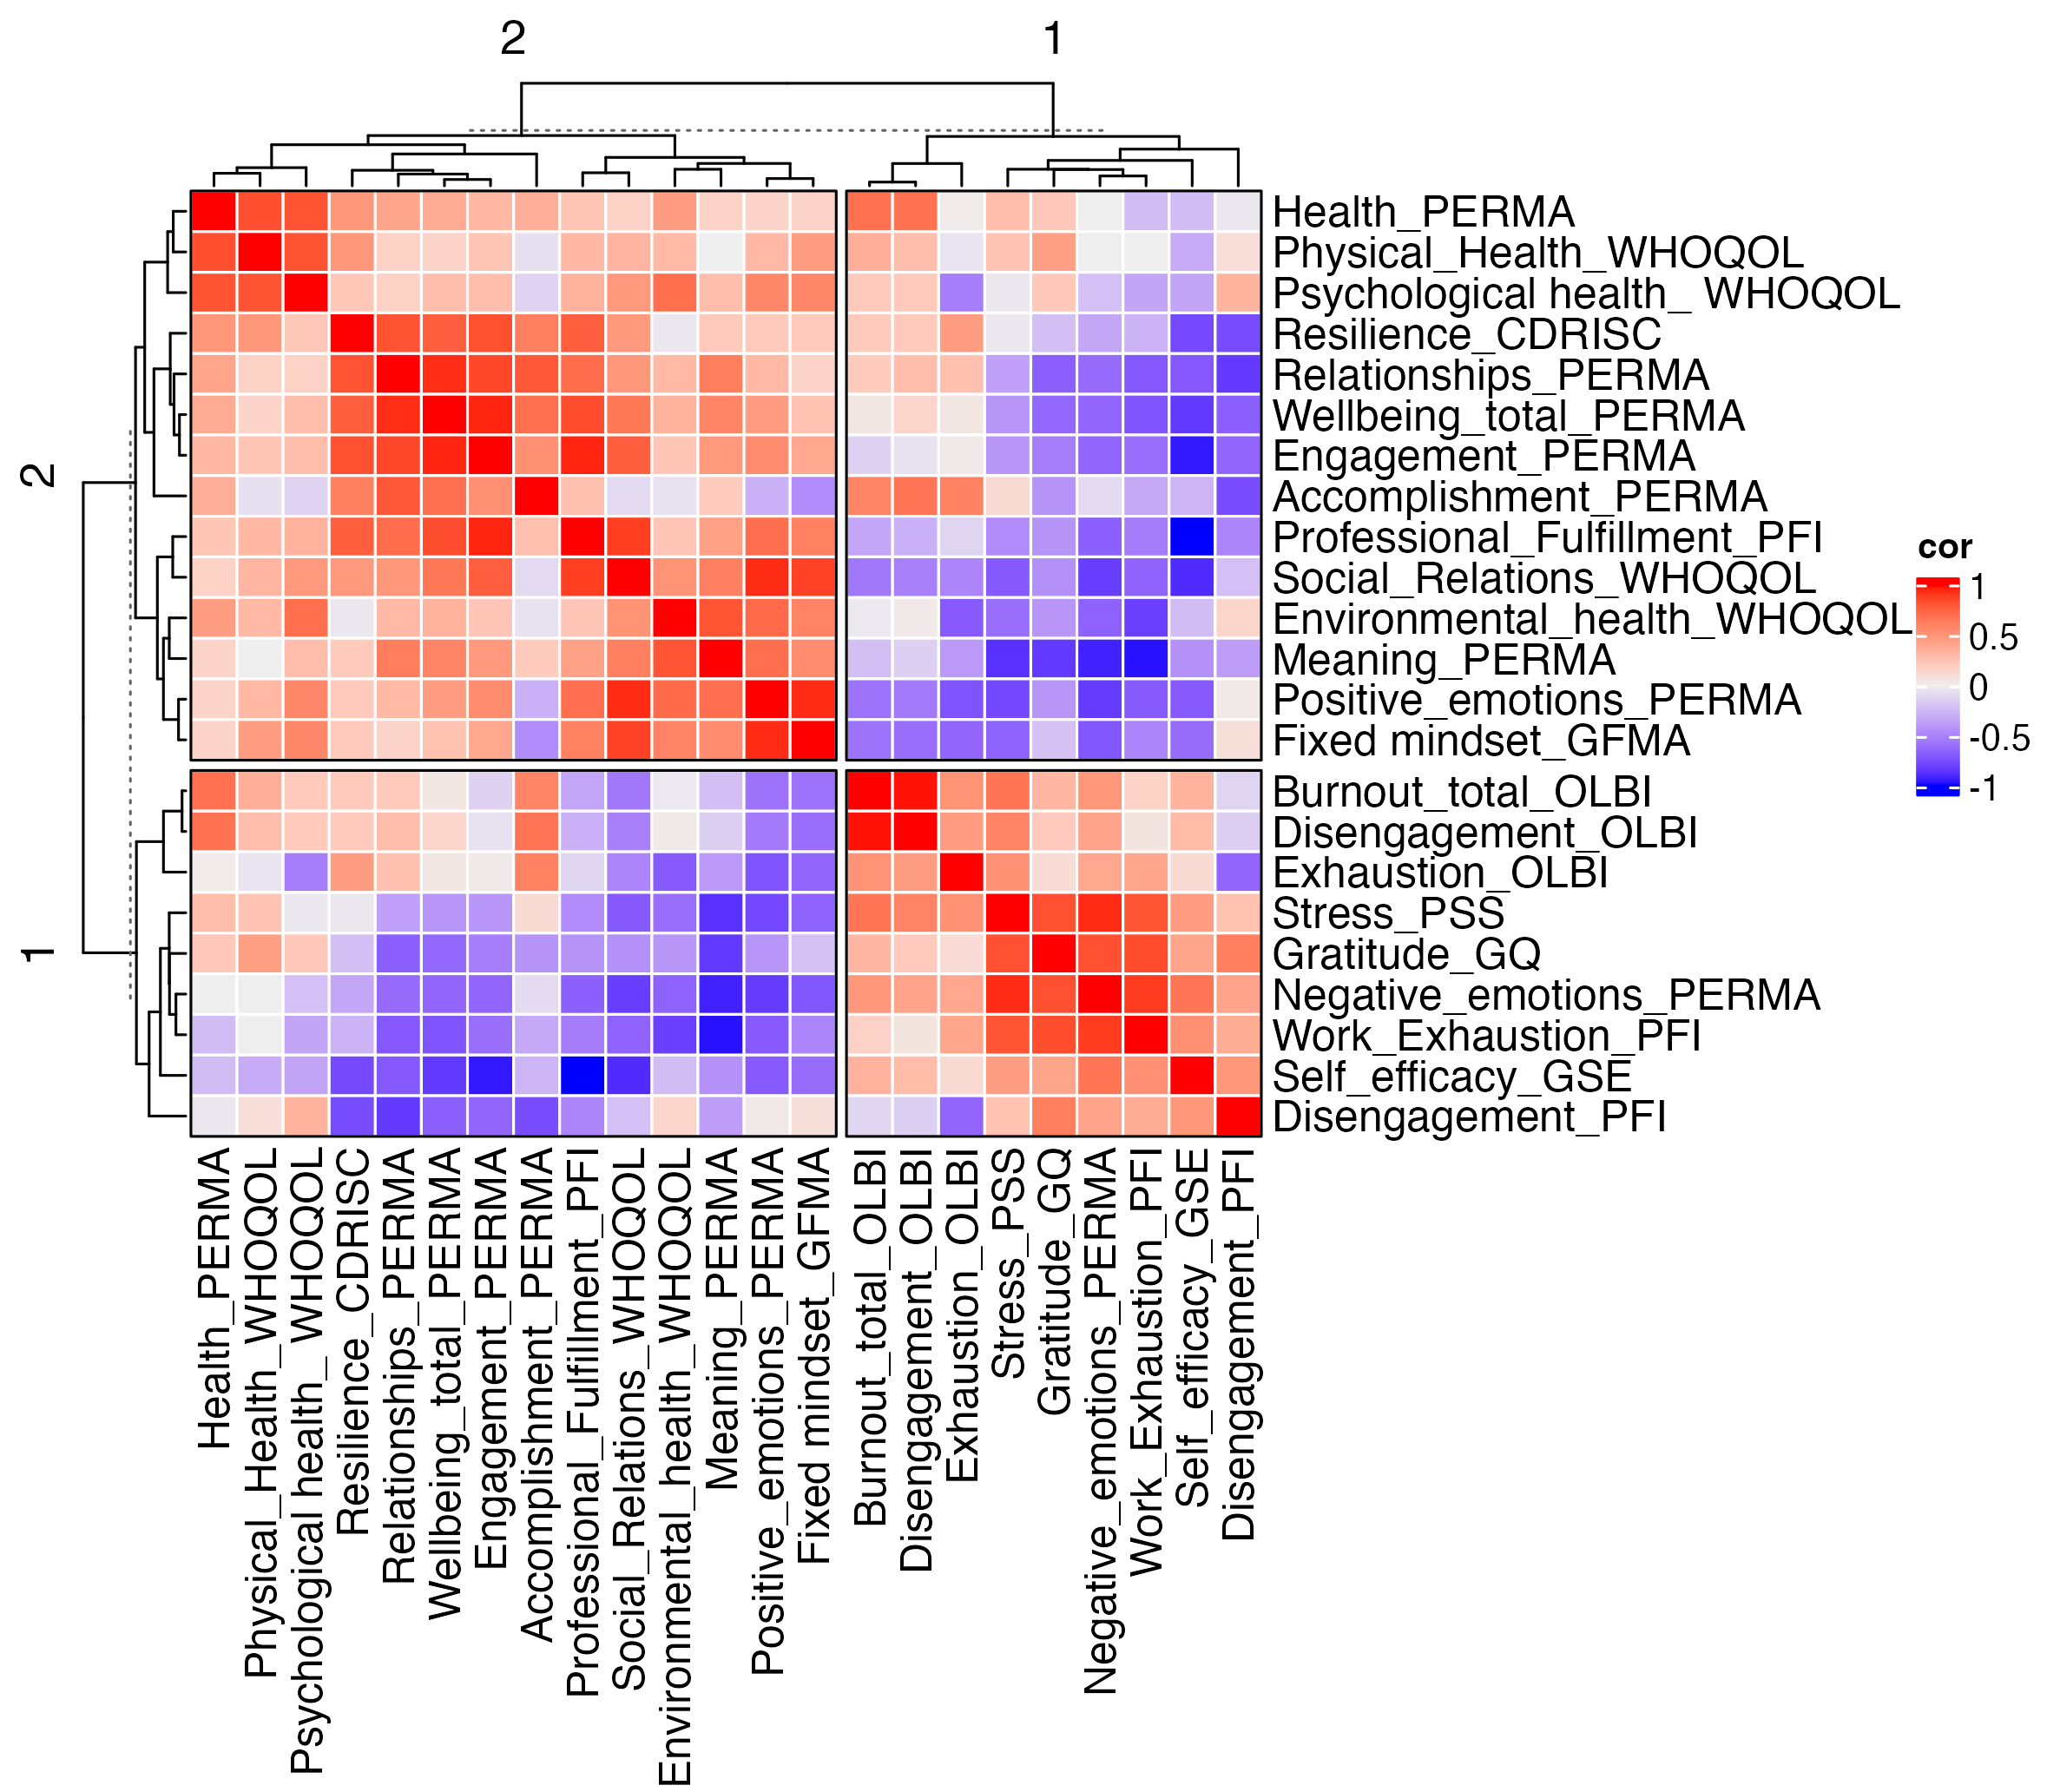 2
1
2
1
Health_PERMA
Physical_Health_WHOQOL
Psychological health_ WHOQOL
Resilience_CDRISC
Relationships_PERMA
Wellbeing_total_PERMA
Engagement_PERMA
Accomplishment_PERMA
Professional_Fulfillment_PFI
Social_Relations_WHOQOL
Environmental_health_WHOQOL
Meaning_PERMA
Positive_emotions_PERMA
Fixed mindset_GFMA
Burnout_total_OLBI
Disengagement_OLBI
Exhaustion_OLBI
Stress_PSS
Gratitude_GQ
Negative_emotions_PERMA
Work_Exhaustion_PFI
Self_efficacy_GSE
Disengagement_PFI
cor
1
0.5
0
-0.5
-1
Health_PERMA
Physical_Health_WHOQOL
Psychological health_ WHOQOL
Resilience_CDRISC
Relationships_PERMA
Wellbeing_total_PERMA
Engagement_PERMA
Accomplishment_PERMA
Professional_Fulfillment_PFI
Social_Relations_WHOQOL
Environmental_health_WHOQOL
Meaning_PERMA
Positive_emotions_PERMA
Fixed mindset_GFMA
Burnout_total_OLBI
Disengagement_OLBI
Exhaustion_OLBI
Stress_PSS
Gratitude_GQ
Negative_emotions_PERMA
Work_Exhaustion_PFI
Self_efficacy_GSE
Disengagement_PFI